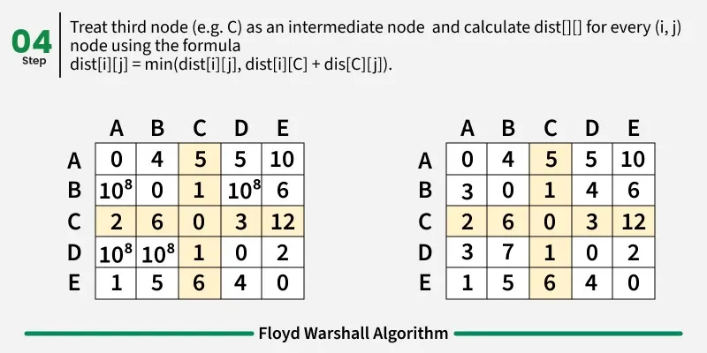 04
Step
Treat third node (e.g. C) as an intermediate node and calculate dist[][] for every (i, j)
node using the formula
dist[i][j] = min(dist[i][j], dist[i][C] + dis[C][j]).
A B C D E
A 0 4 5 5 10
B 10⁸ 0 1 10⁸ 6
C 2 6 0 3 12
D 10⁸ 10⁸ 1 0 2
E 1 5 6 4 0
A B C D E
A 0 4 5 5 10
B 3 0 1 4 6
C 2 6 0 3 12
D 3 7 1 0 2
E 1 5 6 4 0
Floyd Warshall Algorithm